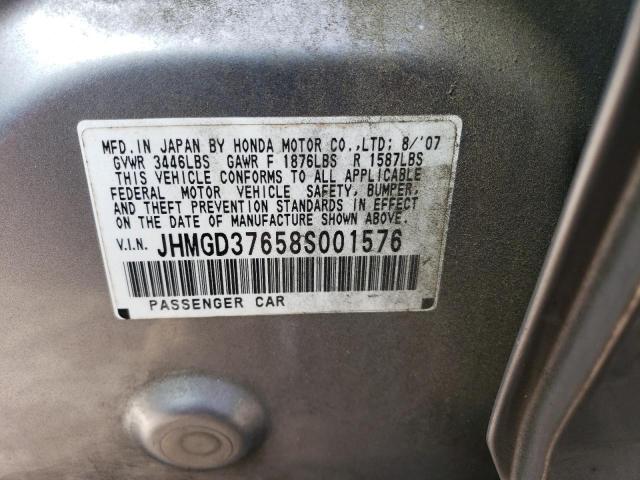 MFD. IN JAPAN BY HONDA MOTOR CO.,LTD; 8/'07
GVWR 3446LBS GAWR F 1876LBS R 1587LBS
THIS VEHICLE CONFORMS TO ALL APPLICABLE
FEDERAL MOTOR VEHICLE SAFETY, BUMPER,
AND THEFT PREVENTION STANDARDS IN EFFECT
ON THE DATE OF MANUFACTURE SHOWN ABOVE.
V.I.N. JHMGD37658S001576
PASSENGER CAR